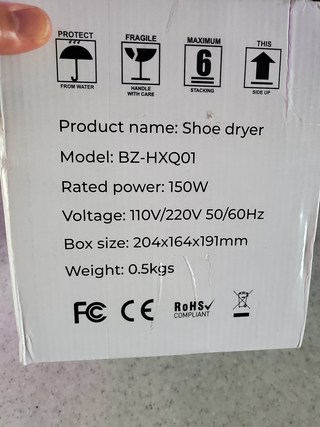 PROTECT FROM WATER
FRAGILE HANDLE WITH CARE
MAXIMUM 6 STACKING
THIS SIDE UP
Product name: Shoe dryer
Model: BZ-HXQ01
Rated power: 150W
Voltage: 110V/220V 50/60Hz
Box size: 204x164x191mm
Weight: 0.5kgs
FC CE RoHS COMPLIANT